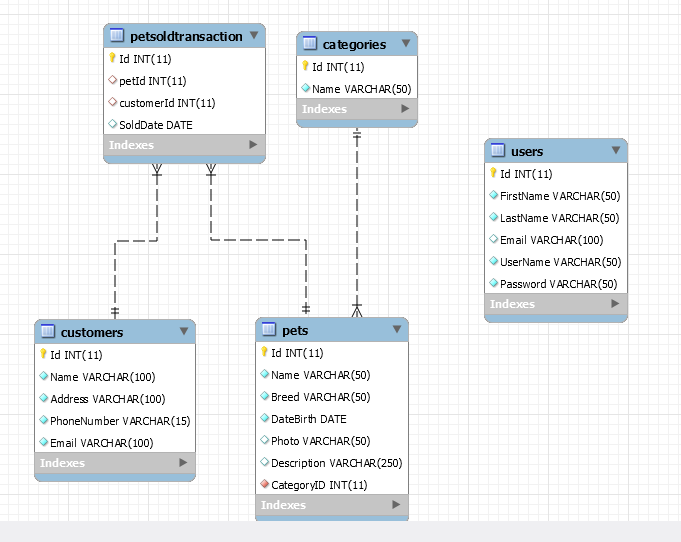 petsoldtransaction
Id INT(11)
petId INT(11)
customerId INT(11)
SoldDate DATE
Indexes
categories
Id INT(11)
Name VARCHAR(50)
Indexes
users
Id INT(11)
FirstName VARCHAR(50)
LastName VARCHAR(50)
Email VARCHAR(100)
UserName VARCHAR(50)
Password VARCHAR(50)
Indexes
customers
Id INT(11)
Name VARCHAR(100)
Address VARCHAR(100)
PhoneNumber VARCHAR(15)
Email VARCHAR(100)
Indexes
pets
Id INT(11)
Name VARCHAR(50)
Breed VARCHAR(50)
DateBirth DATE
Photo VARCHAR(50)
Description VARCHAR(250)
CategoryID INT(11)
Indexes